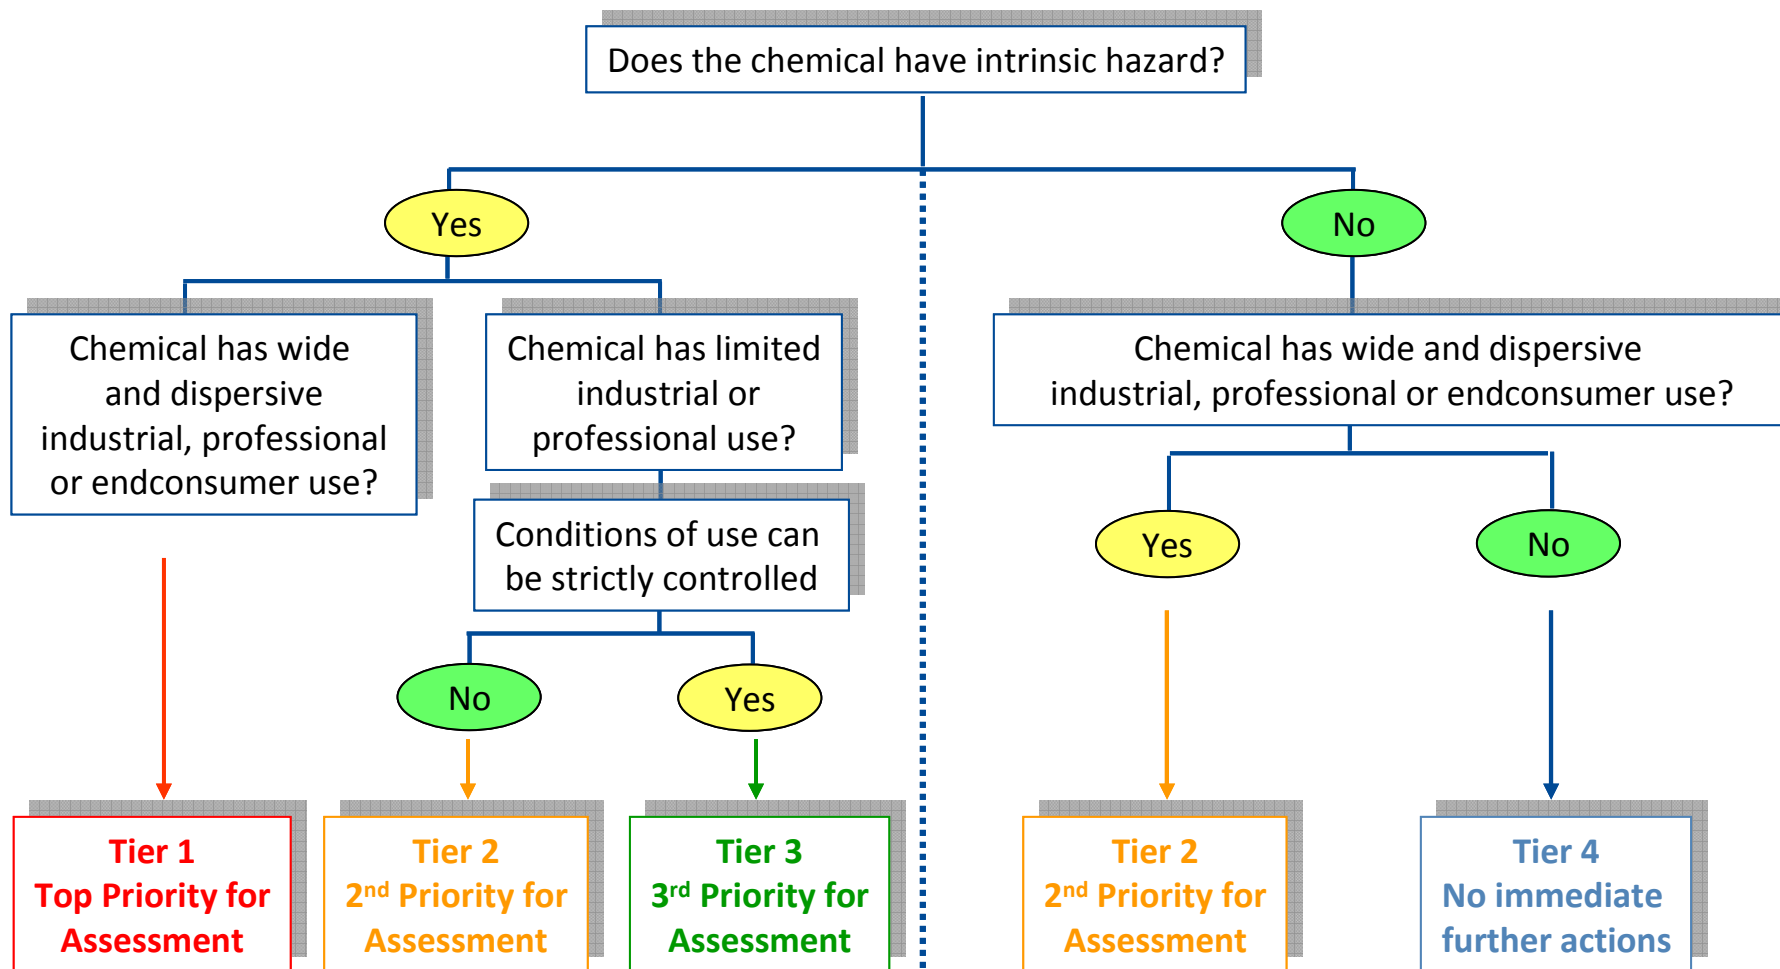 Does the chemical have intrinsic hazard?
Yes
No
Chemical has wide
and dispersive
industrial, professional
or endconsumer use?
Chemical has limited
industrial or
professional use?
Conditions of use can
be strictly controlled
No
Yes
Chemical has wide and dispersive
industrial, professional or endconsumer use?
Yes
No
Tier 1
Top Priority for
Assessment
Tier 2
2nd Priority for
Assessment
Tier 3
3rd Priority for
Assessment
Tier 2
2nd Priority for
Assessment
Tier 4
No immediate
further actions